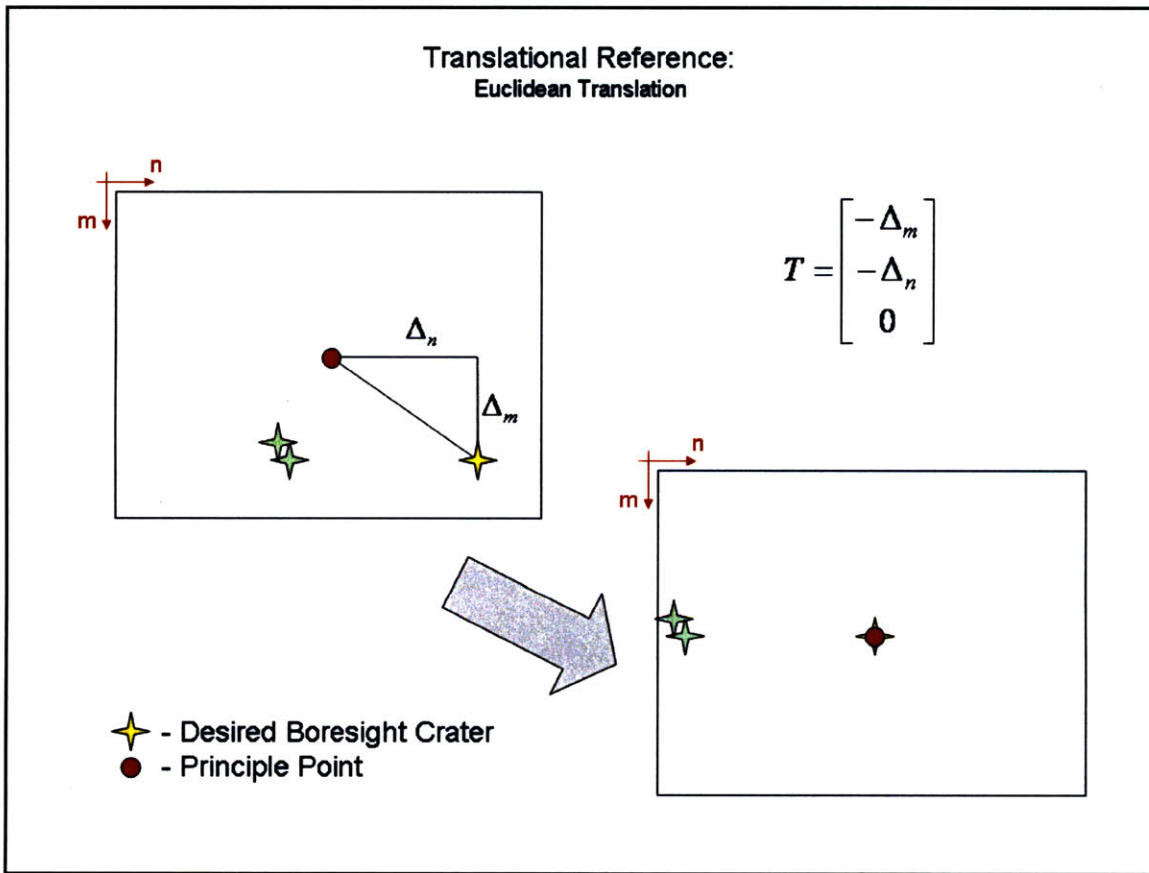 Translational Reference:
Euclidean Translation
n
m
Δn
Δm
T = [ -Δm
-Δn
0 ]
n
m
- Desired Boresight Crater
- Principle Point